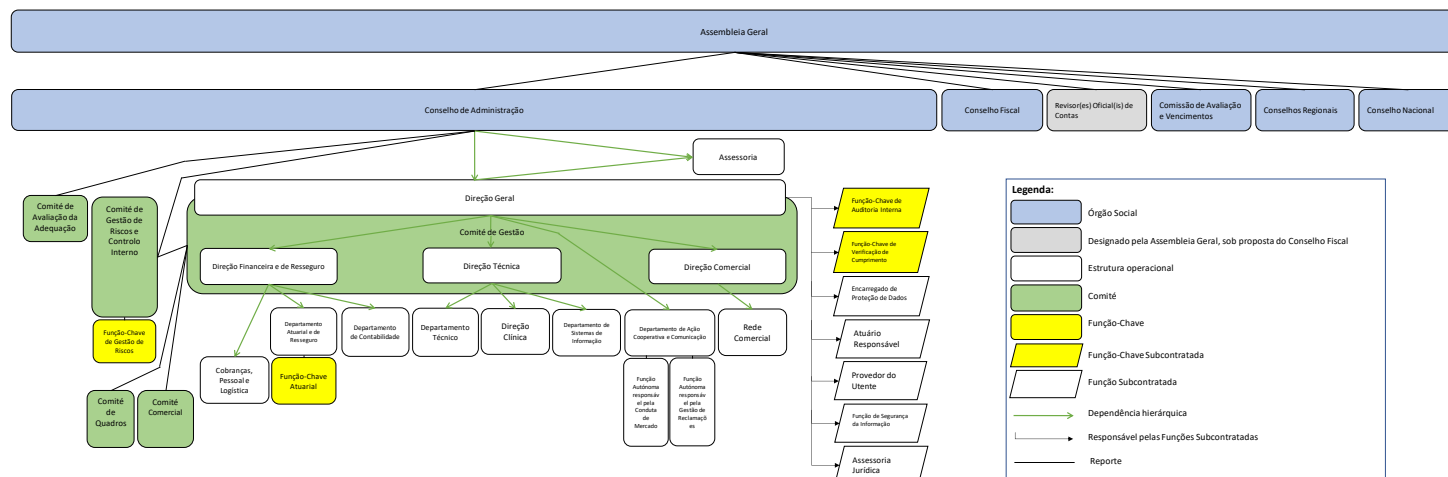 Assembleia Geral
Conselho de Administração
Conselho Fiscal
Revisor(es) Oficial(is) de
Contas
Comissão de Avaliação
e Vencimentos
Conselhos Regionais
Conselho Nacional
Assessoria
Direção Geral
Comité de Gestão
Direção Financeira e de Resseguro
Direção Técnica
Direção Comercial
Comité de
Avaliação da
Adequação
Comité de
Gestão de
Riscos e
Controlo
Interno
Função-Chave
de Gestão de
Riscos
Comité
de
Quadros
Comité
Comercial
Cobranças,
Pessoal e
Logística
Departamento
Atuarial e de
Resseguro
Função-Chave
Atuarial
Departamento
de Contabilidade
Departamento
Técnico
Direção
Clínica
Departamento de
Sistemas de
Informação
Departamento de Ação
Cooperativa e Comunicação
Função
Autónoma
responsáv
el pela
Conduta
de
Mercado
Função
Autónoma
responsáv
el pela
Gestão de
Reclamaçõ
es
Rede
Comercial
Função-Chave de
Auditoria Interna
Função-Chave de
Verificação de
Cumprimento
Encarregado de
Proteção de Dados
Atuário
Responsável
Provedor do
Utente
Função de Segurança
da Informação
Assessoria
Jurídica
Legenda:
Órgão Social
Designado pela Assembleia Geral, sob proposta do Conselho Fiscal
Estrutura operacional
Comité
Função-Chave
Função-Chave Subcontratada
Função Subcontratada
Dependência hierárquica
Responsável pelas Funções Subcontratadas
Reporte